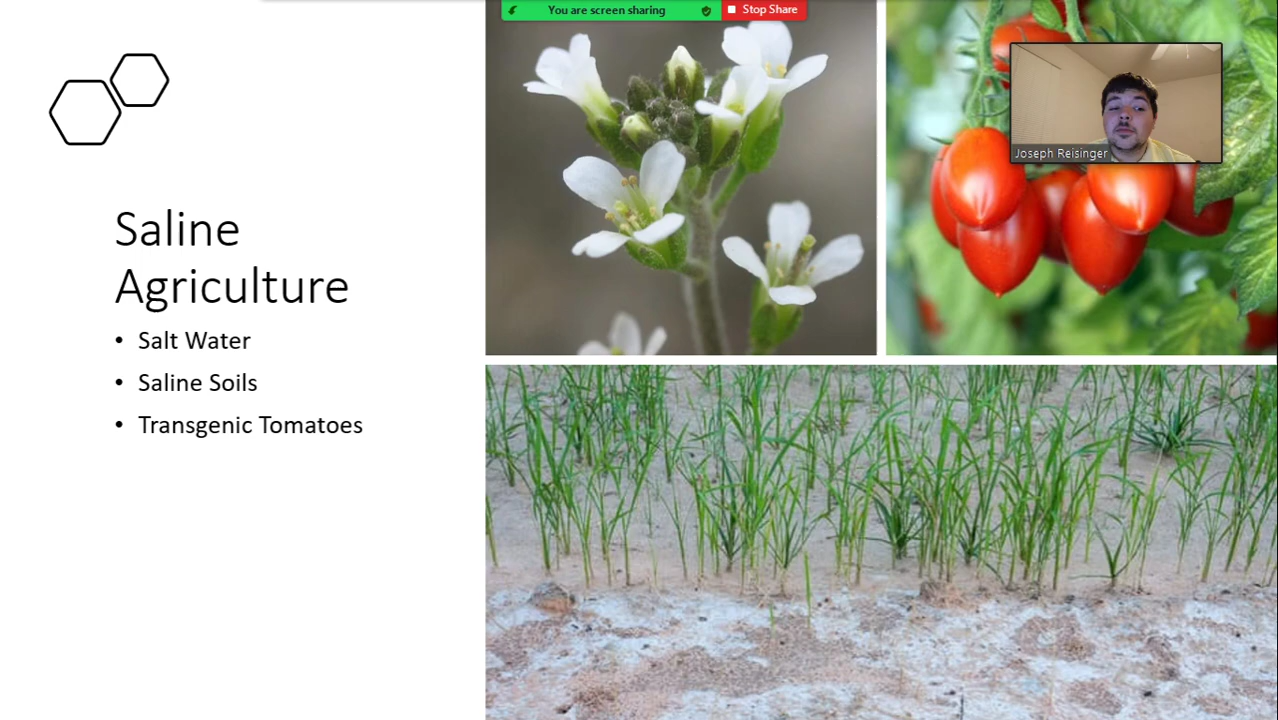 You are screen sharing
Stop Share
Joseph Reisinger
Saline
Agriculture
• Salt Water
• Saline Soils
• Transgenic Tomatoes